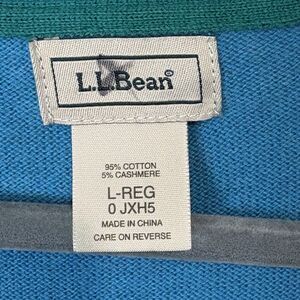 L.L.Bean®
95% COTTON
5% CASHMERE
L-REG
0 JXH5
MADE IN CHINA
CARE ON REVERSE